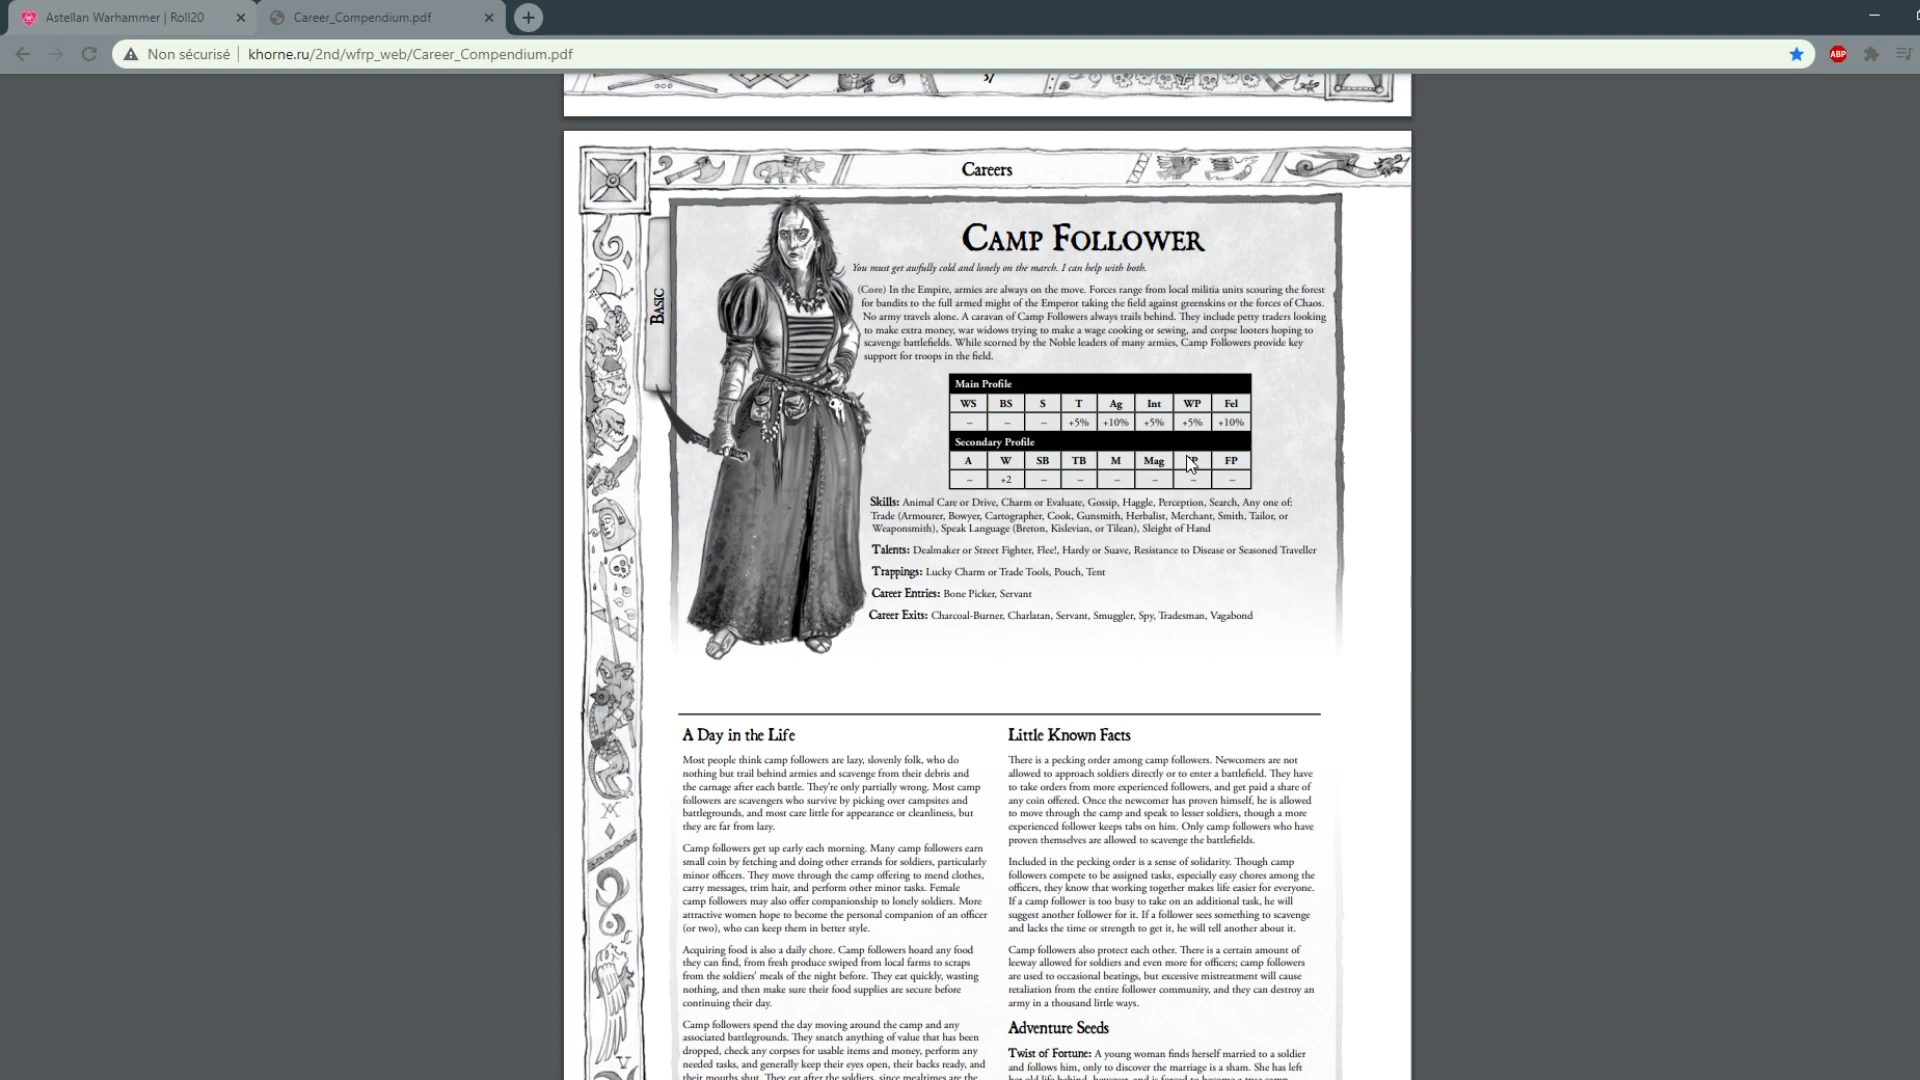 Astellan Warhammer | Roll20
Career_Compendium.pdf
Non sécurisé
khorne.ru/2nd/wfrp_web/Career_Compendium.pdf
ABP
Careers
BASIC
CAMP FOLLOWER
You must get awfully cold and lonely on the march. I can help with both.
(Core) In the Empire, armies are always on the move. Forces range from local militia units scouring the forest
for bandits to the full armed might of the Emperor taking the field against greenskins or the forces of Chaos.
No army travels alone. A caravan of Camp Followers always trails behind. They include petty traders looking
to make extra money, war widows trying to make a wage cooking or sewing, and corpse looters hoping to
scavenge battlefields. While scorned by the Noble leaders of many armies, Camp Followers provide key
support for troops in the field.
Main Profile
WS BS S T Ag Int WP Fel
– – – +5% +10% +5% +5% +10%
Secondary Profile
A W SB TB M Mag P FP
– +2 – – – – – –
Skills: Animal Care or Drive, Charm or Evaluate, Gossip, Haggle, Perception, Search, Any one of:
Trade (Armourer, Bowyer, Cartographer, Cook, Gunsmith, Herbalist, Merchant, Smith, Tailor, or
Weaponsmith), Speak Language (Breton, Kislevian, or Tilean), Sleight of Hand
Talents: Dealmaker or Street Fighter, Flee!, Hardy or Suave, Resistance to Disease or Seasoned Traveller
Trappings: Lucky Charm or Trade Tools, Pouch, Tent
Career Entries: Bone Picker, Servant
Career Exits: Charcoal-Burner, Charlatan, Servant, Smuggler, Spy, Tradesman, Vagabond
A Day in the Life
Most people think camp followers are lazy, slovenly folk, who do
nothing but trail behind armies and scavenge from their debris and
the carnage after each battle. They're only partially wrong. Most camp
followers are scavengers who survive by picking over campsites and
battlegrounds, and most care little for appearance or cleanliness, but
they are far from lazy.
Camp followers get up early each morning. Many camp followers earn
small coin by fetching and doing other errands for soldiers, particularly
minor officers. They move through the camp offering to mend clothes,
carry messages, trim hair, and perform other minor tasks. Female
camp followers may also offer companionship to lonely soldiers. More
attractive women hope to become the personal companion of an officer
(or two), who can keep them in better style.
Acquiring food is also a daily chore. Camp followers hoard any food
they can find, from fresh produce swiped from local farms to scraps
from the soldiers' meals of the night before. They eat quickly, wasting
nothing, and then make sure their food supplies are secure before
continuing their day.
Camp followers spend the day moving around the camp and any
associated battlegrounds. They snatch anything of value that has been
dropped, check any corpses for usable items and money, perform any
needed tasks, and generally keep their eyes open, their backs ready, and
their mouths shut. They eat after the soldiers, since mealtimes are the
Little Known Facts
There is a pecking order among camp followers. Newcomers are not
allowed to approach soldiers directly or to enter a battlefield. They have
to take orders from more experienced followers, and get paid a share of
any coin offered. Once the newcomer has proven himself, he is allowed
to move through the camp and speak to lesser soldiers, though a more
experienced follower keeps tabs on him. Only camp followers who have
proven themselves are allowed to scavenge the battlefields.
Included in the pecking order is a sense of solidarity. Though camp
followers compete to be assigned tasks, especially easy chores among the
officers, they know that working together makes life easier for everyone.
If a camp follower is too busy to take on an additional task, he will
suggest another follower for it. If a follower sees something to scavenge
and lacks the time or strength to get it, he will tell another about it.
Camp followers also protect each other. There is a certain amount of
leeway allowed for soldiers and even more for officers; camp followers
are used to occasional beatings, but excessive mistreatment will cause
retaliation from the entire follower community, and they can destroy an
army in a thousand little ways.
Adventure Seeds
Twist of Fortune: A young woman finds herself married to a soldier
and follows him, only to discover the marriage is a sham. She has left